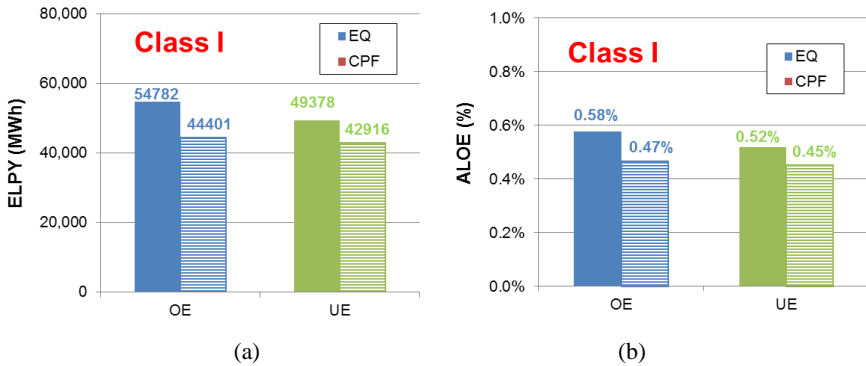 80,000
60,000
40,000
20,000
0
ELPY (MWh)
Class I
EQ
CPF
54782
44401
49378
42916
OE
UE
(a)
1.0%
0.8%
0.6%
0.4%
0.2%
0.0%
ALOE (%)
Class I
EQ
CPF
0.58%
0.47%
0.52%
0.45%
OE
UE
(b)